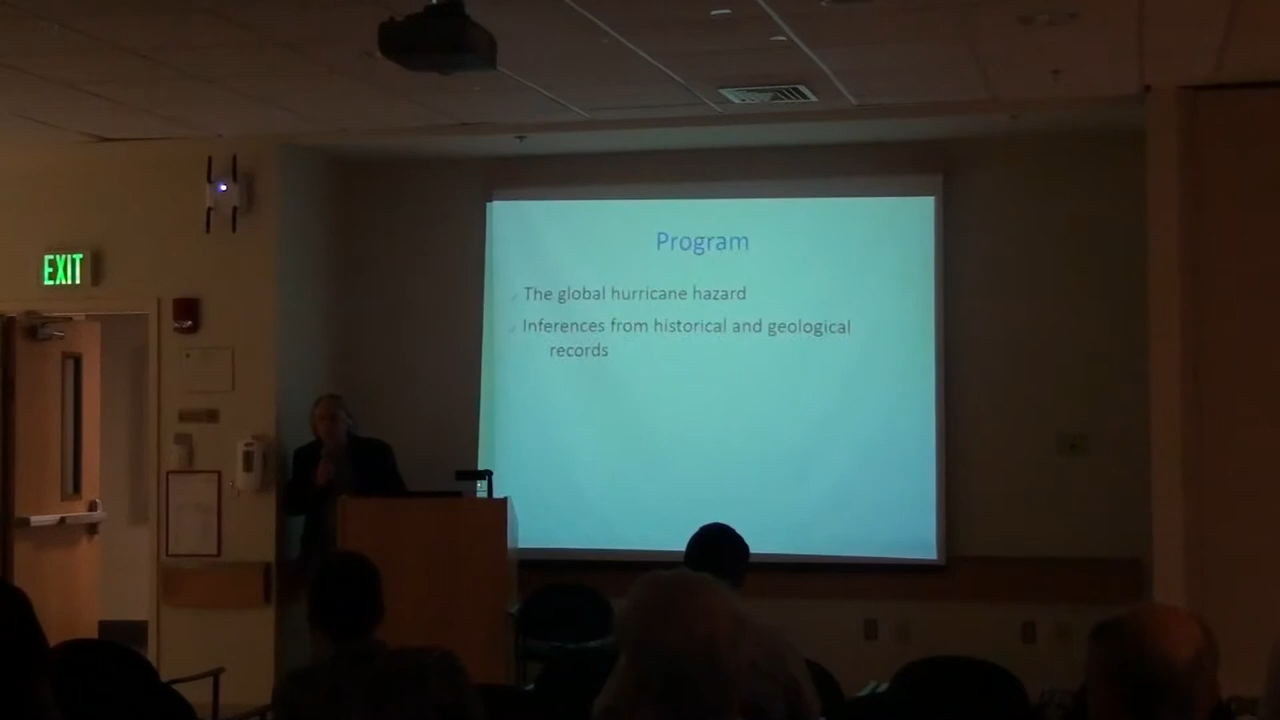 EXIT
Program
The global hurricane hazard
Inferences from historical and geological
records